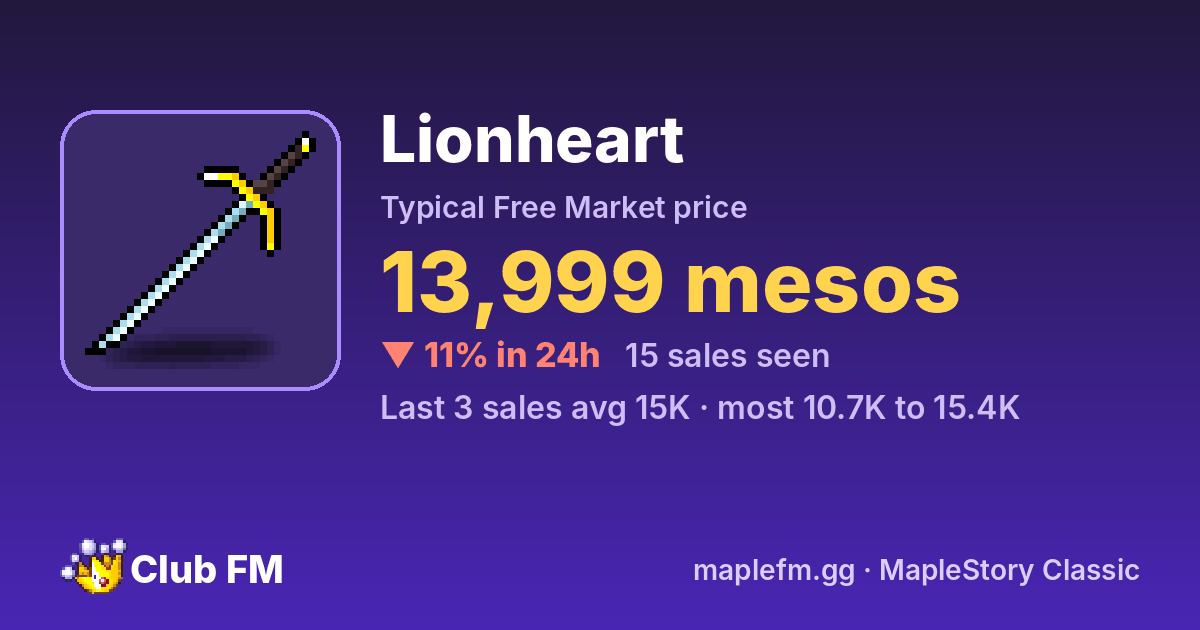 Lionheart
Typical Free Market price
13,999 mesos
▼ 11% in 24h 15 sales seen
Last 3 sales avg 15K · most 10.7K to 15.4K
Club FM
maplefm.gg · MapleStory Classic